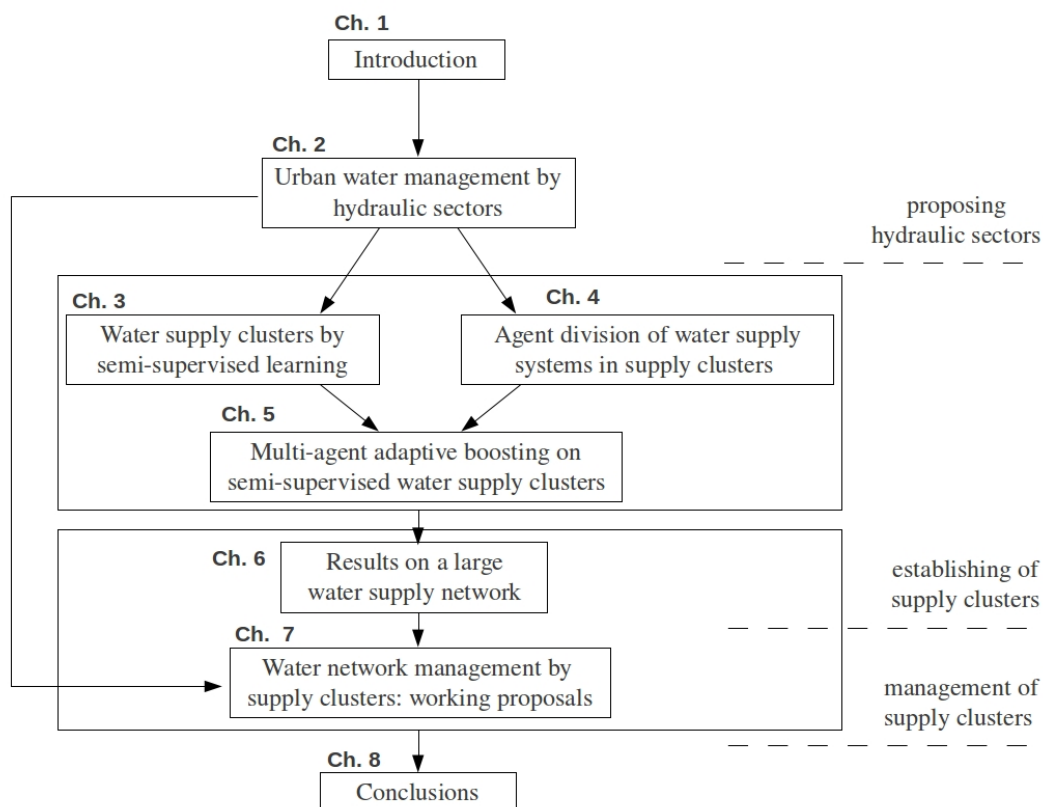 Ch. 1
Introduction
Ch. 2
Urban water management by
hydraulic sectors
proposing
hydraulic sectors
Ch. 3
Water supply clusters by
semi-supervised learning
Ch. 4
Agent division of water supply
systems in supply clusters
Ch. 5
Multi-agent adaptive boosting on
semi-supervised water supply clusters
Ch. 6
Results on a large
water supply network
establishing of
supply clusters
Ch. 7
Water network management by
supply clusters: working proposals
management of
supply clusters
Ch. 8
Conclusions